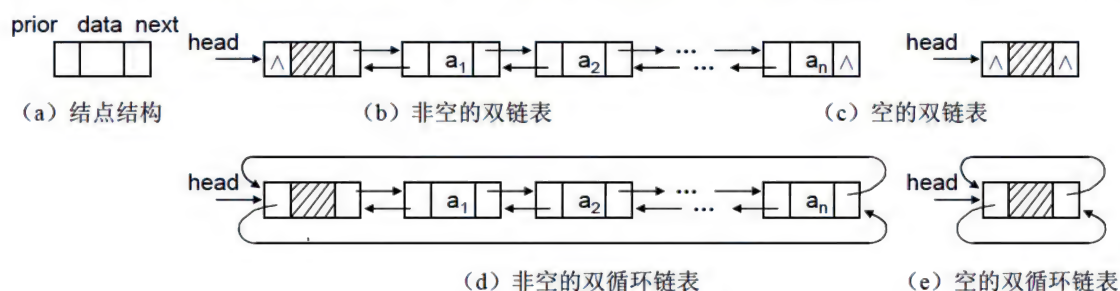 prior data next
head ∧ a₁ a₂ … … aₙ ∧
head ∧ ∧
(a) 结点结构
(b) 非空的双链表
(c) 空的双链表
head a₁ a₂ … … aₙ
head
(d) 非空的双循环链表
(e) 空的双循环链表